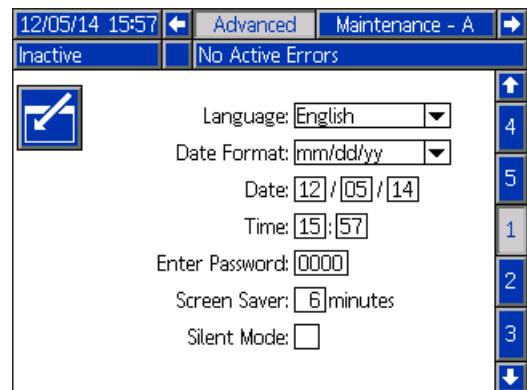 12/05/14 15:57 Advanced Maintenance - A
Inactive No Active Errors
Language: English
Date Format: mm/dd/yy
Date: 12 / 05 / 14
Time: 15 : 57
Enter Password: 0000
Screen Saver: 6 minutes
Silent Mode:
4
5
1
2
3